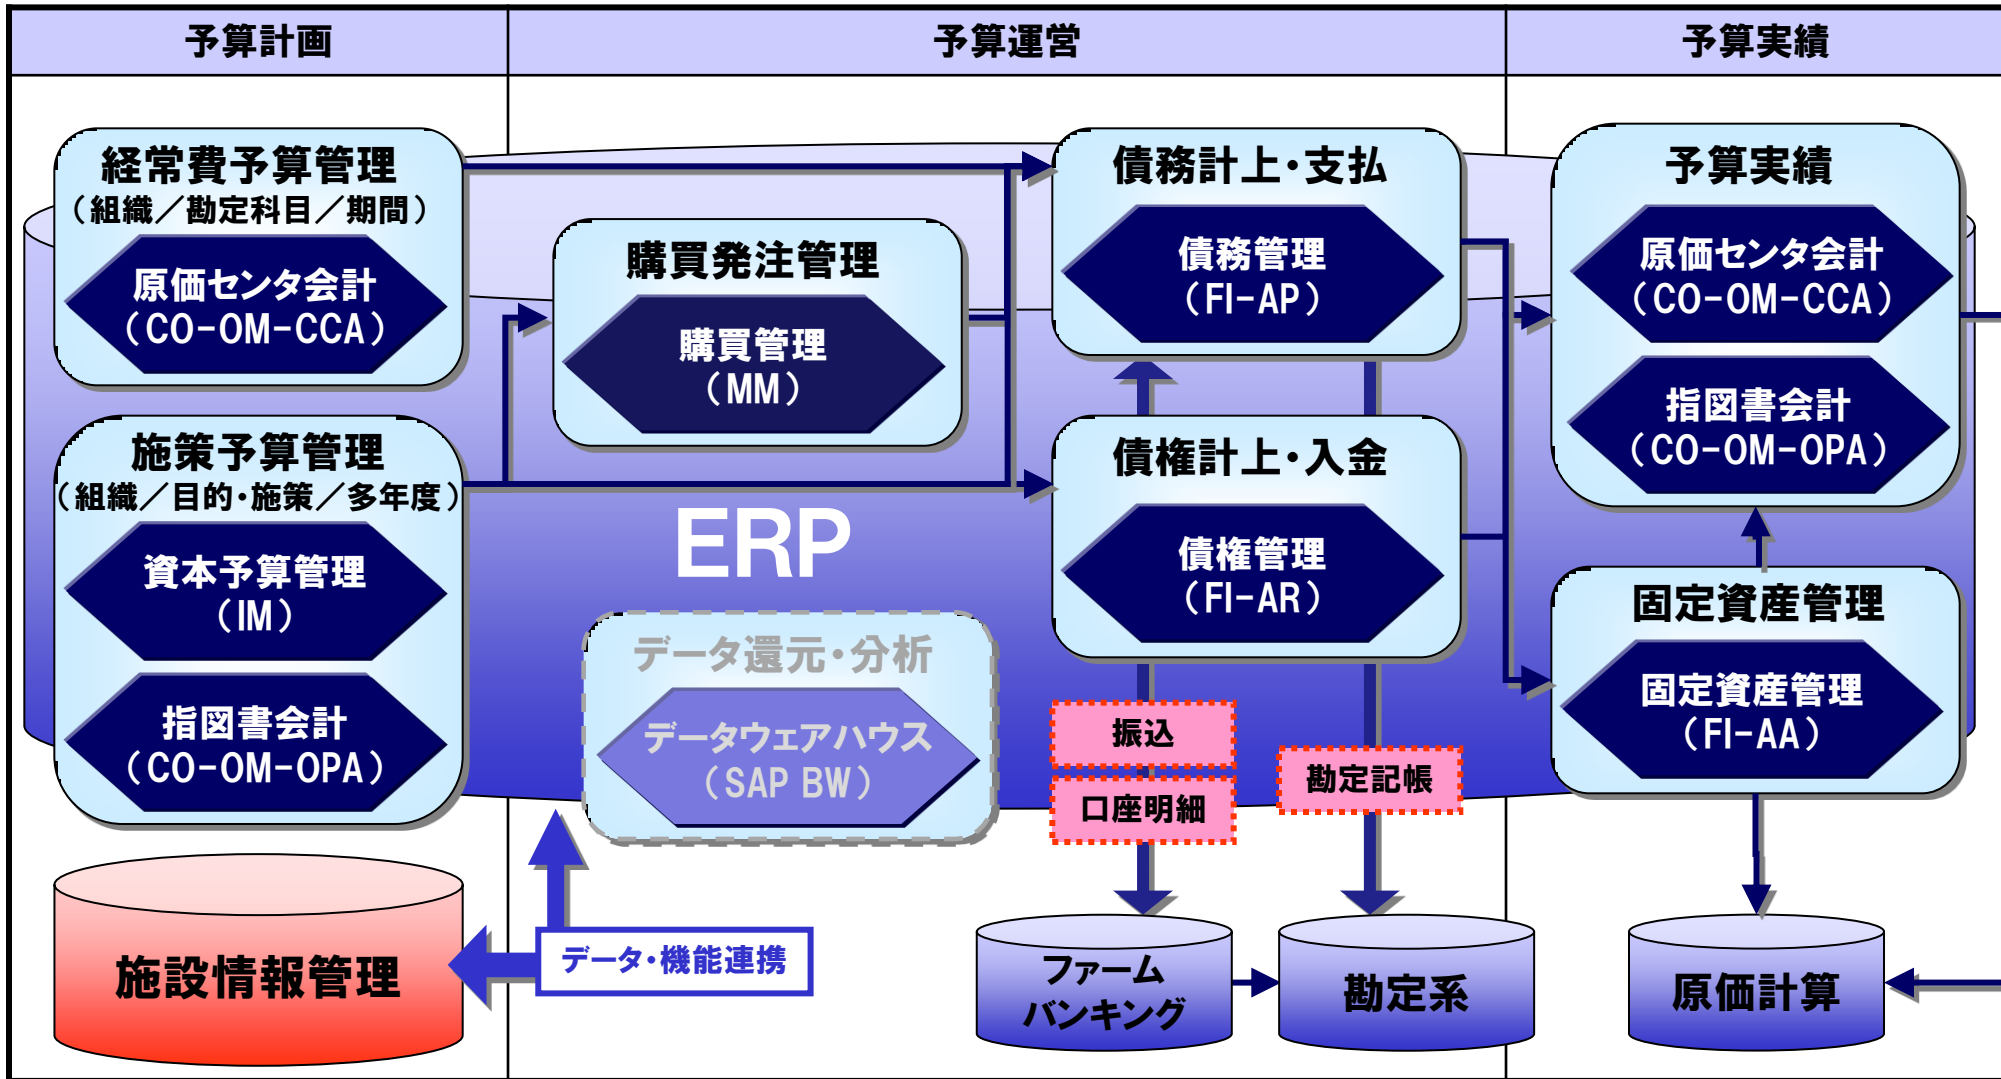 予算計画
予算運営
予算実績
経常費予算管理
（組織／勘定科目／期間）
原価センタ会計
（CO-OM-CCA）
施策予算管理
（組織／目的・施策／多年度）
資本予算管理
（IM）
指図書会計
（CO-OM-OPA）
施設情報管理
購買発注管理
購買管理
（MM）
ERP
データ還元・分析
データウェアハウス
（SAP BW）
データ・機能連携
債務計上・支払
債務管理
（FI-AP）
債権計上・入金
債権管理
（FI-AR）
振込
口座明細
勘定記帳
ファーム
バンキング
勘定系
予算実績
原価センタ会計
（CO-OM-CCA）
指図書会計
（CO-OM-OPA）
固定資産管理
固定資産管理
（FI-AA）
原価計算